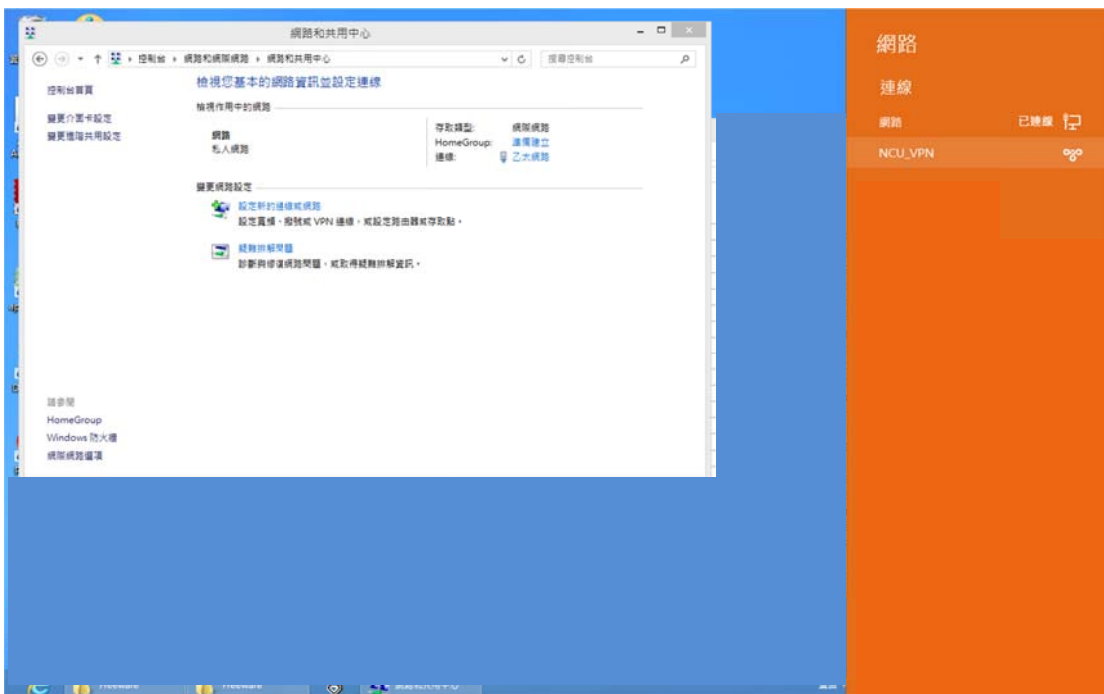 網路和共用中心
控制台 網路和網際網路 網路和共用中心
搜尋控制台
控制台首頁
變更介面卡設定
變更進階共用設定
檢視您基本的網路資訊並設定連線
檢視作用中的網路
網路
私人網路
存取類型: 網際網路
HomeGroup: 準備建立
連線: 乙太網路
變更網路設定
設定新的連線或網路
設定寬頻、撥號或 VPN 連線，或設定路由器或存取點。
疑難排解問題
診斷與修復網路問題，或取得疑難排解資訊。
請參閱
HomeGroup
Windows 防火牆
網際網路選項
網路
連線
網路 已連線
NCU_VPN
Freeware
Freeware
網路和共用中心